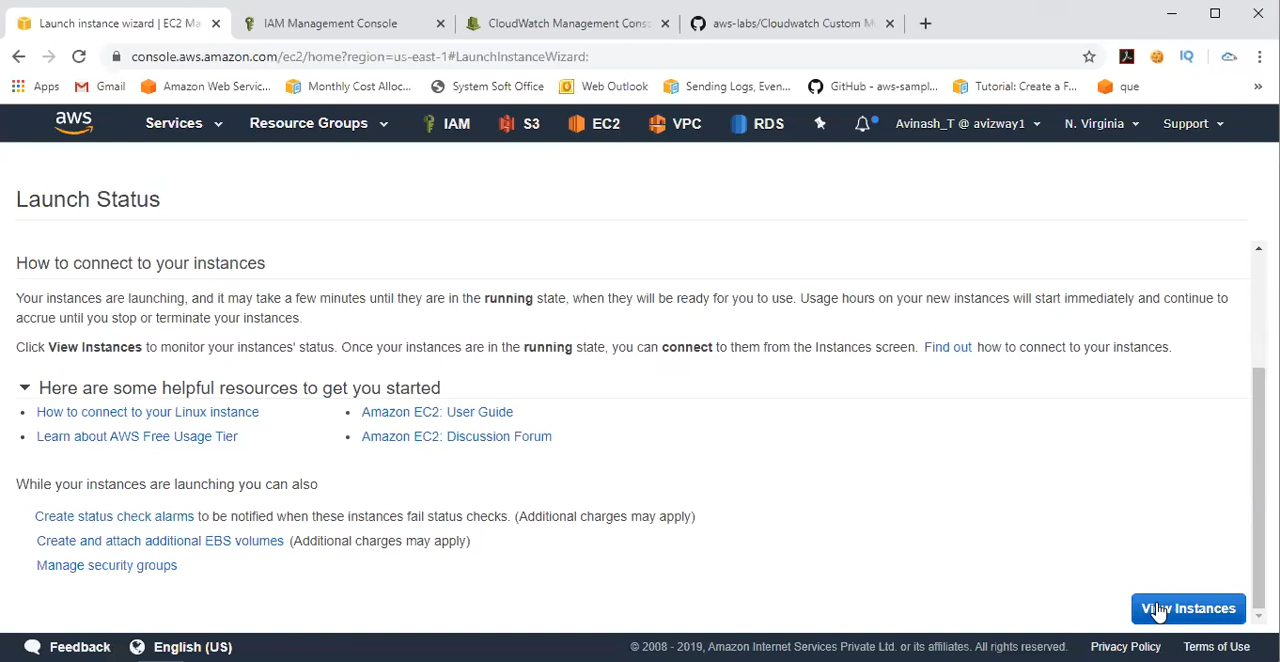 Launch instance wizard | EC2 Ma
IAM Management Console
CloudWatch Management Conso
aws-labs/Cloudwatch Custom M
console.aws.amazon.com/ec2/home?region=us-east-1#LaunchInstanceWizard:
Apps
Gmail
Amazon Web Servic...
Monthly Cost Alloc...
System Soft Office
Web Outlook
Sending Logs, Even...
GitHub - aws-sampl...
Tutorial: Create a F...
que
aws
Services
Resource Groups
IAM
S3
EC2
VPC
RDS
Avinash_T @ avizway1
N. Virginia
Support
Launch Status
How to connect to your instances
Your instances are launching, and it may take a few minutes until they are in the running state, when they will be ready for you to use. Usage hours on your new instances will start immediately and continue to
accrue until you stop or terminate your instances.
Click View Instances to monitor your instances' status. Once your instances are in the running state, you can connect to them from the Instances screen. Find out how to connect to your instances.
Here are some helpful resources to get you started
• How to connect to your Linux instance
• Amazon EC2: User Guide
• Learn about AWS Free Usage Tier
• Amazon EC2: Discussion Forum
While your instances are launching you can also
Create status check alarms to be notified when these instances fail status checks. (Additional charges may apply)
Create and attach additional EBS volumes (Additional charges may apply)
Manage security groups
View Instances
Feedback
English (US)
© 2008 - 2019, Amazon Internet Services Private Ltd. or its affiliates. All rights reserved.
Privacy Policy
Terms of Use